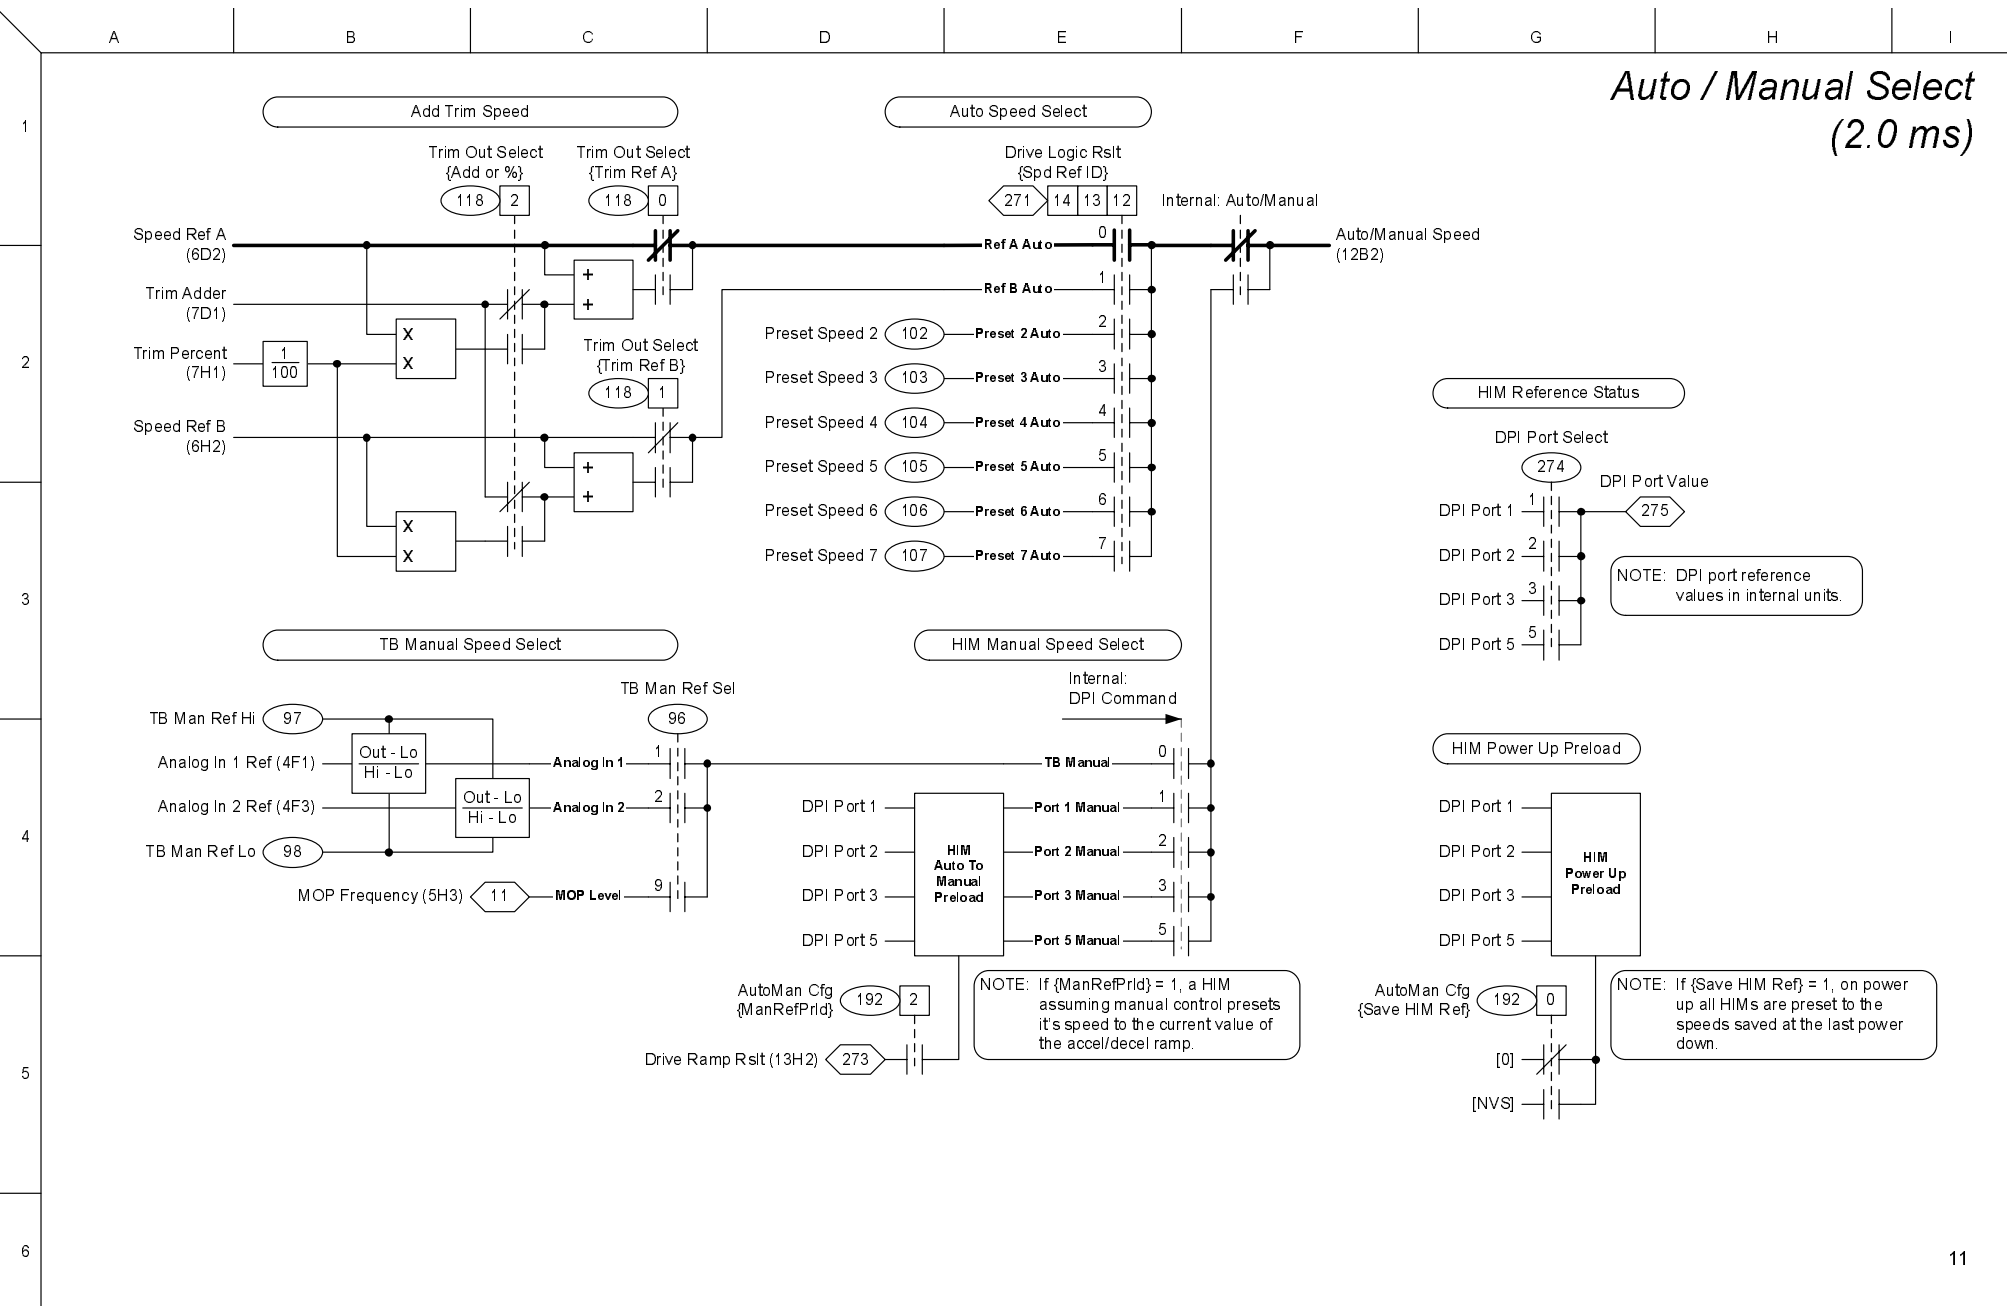 A B C D E F G H I
1
2
3
4
5
6
Auto / Manual Select
(2.0 ms)
Add Trim Speed
Trim Out Select
{Add or %}
118 2
Trim Out Select
{Trim Ref A}
118 0
Speed Ref A
(6D2)
Trim Adder
(7D1)
Trim Percent
(7H1)
1
100
X
X
+
+
Trim Out Select
{Trim Ref B}
118 1
Speed Ref B
(6H2)
X
X
+
+
Auto Speed Select
Drive Logic Rslt
{Spd Ref ID}
271 14 13 12
Internal: Auto/Manual
Auto/Manual Speed
(12B2)
Ref A Auto 0
Ref B Auto 1
Preset Speed 2 102 Preset 2 Auto 2
Preset Speed 3 103 Preset 3 Auto 3
Preset Speed 4 104 Preset 4 Auto 4
Preset Speed 5 105 Preset 5 Auto 5
Preset Speed 6 106 Preset 6 Auto 6
Preset Speed 7 107 Preset 7 Auto 7
HIM Reference Status
DPI Port Select
274
DPI Port Value
275
DPI Port 1 1
DPI Port 2 2
DPI Port 3 3
DPI Port 5 5
NOTE: DPI port reference
values in internal units.
TB Manual Speed Select
TB Man Ref Sel
96
TB Man Ref Hi 97
Analog In 1 Ref (4F1)
Out - Lo
Hi - Lo
Analog In 1 1
Analog In 2 Ref (4F3)
Out - Lo
Hi - Lo
Analog In 2 2
TB Man Ref Lo 98
MOP Frequency (5H3) 11 MOP Level 9
HIM Manual Speed Select
Internal:
DPI Command
TB Manual 0
DPI Port 1 Port 1 Manual 1
DPI Port 2 Port 2 Manual 2
DPI Port 3 Port 3 Manual 3
DPI Port 5 Port 5 Manual 5
HIM
Auto To
Manual
Preload
AutoMan Cfg
{ManRefPrld}
192 2
Drive Ramp Rslt (13H2) 273
NOTE: If {ManRefPrld} = 1, a HIM
assuming manual control presets
it's speed to the current value of
the accel/decel ramp.
HIM Power Up Preload
DPI Port 1
DPI Port 2
DPI Port 3
DPI Port 5
HIM
Power Up
Preload
AutoMan Cfg
{Save HIM Ref}
192 0
[0]
[NVS]
NOTE: If {Save HIM Ref} = 1, on power
up all HIMs are preset to the
speeds saved at the last power
down.
11